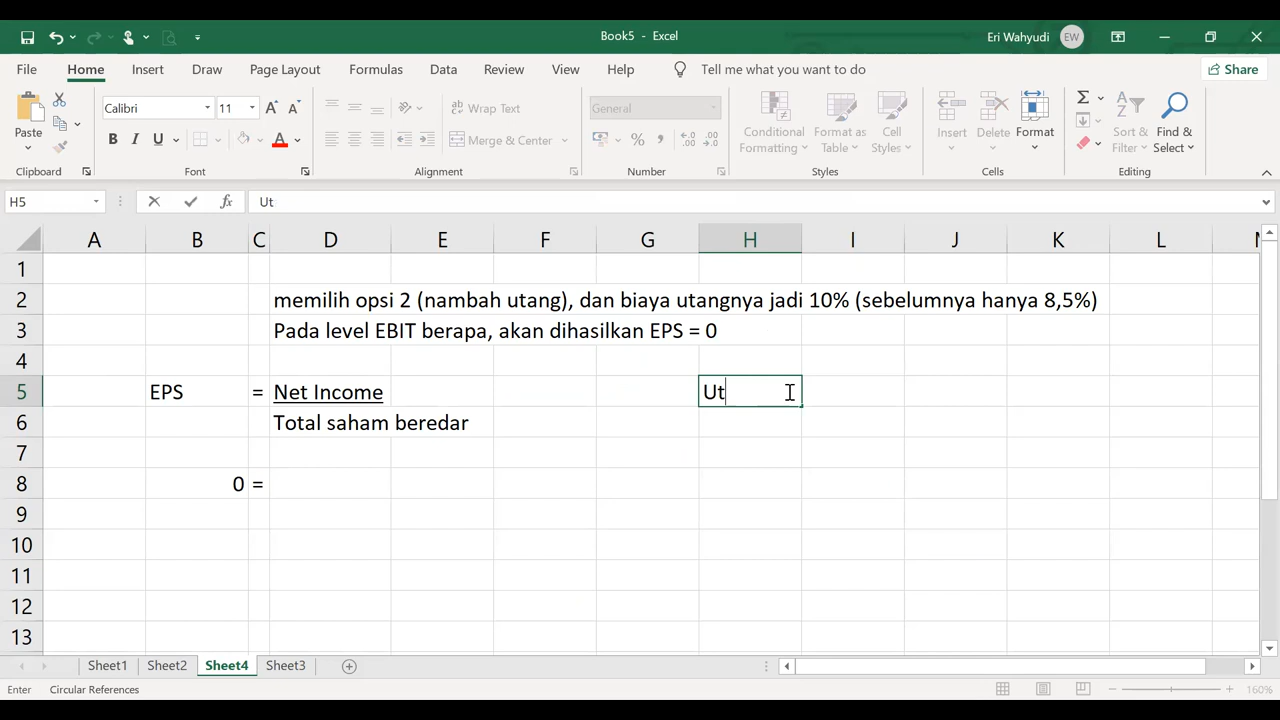 Book5 - Excel
Eri Wahyudi EW
File Home Insert Draw Page Layout Formulas Data Review View Help Tell me what you want to do Share
Paste
Calibri 11
B I U
Wrap Text
Merge & Center
General
Conditional Formatting
Format as Table
Cell Styles
Insert
Delete
Format
Sort & Filter
Find & Select
Clipboard Font Alignment Number Styles Cells Editing
H5 fx Ut
A B C D E F G H I J K L
1
2 memilih opsi 2 (nambah utang), dan biaya utangnya jadi 10% (sebelumnya hanya 8,5%)
3 Pada level EBIT berapa, akan dihasilkan EPS = 0
4
5 EPS = Net Income Ut
6 Total saham beredar
7
8 0 =
9
10
11
12
13
Sheet1 Sheet2 Sheet4 Sheet3
Enter Circular References 160%